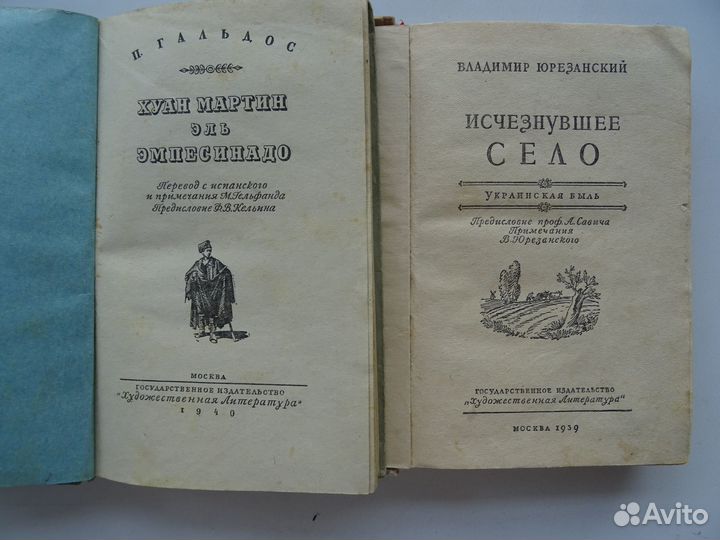 П. ГАЛЬДОС
ХУАН МАРТИН
ЭЛЬ
ЭМПЕСИНАДО
Перевод с испанского
и примечания М. Гельфанда
Предисловие Ф. В. Кельина
МОСКВА
ГОСУДАРСТВЕННОЕ ИЗДАТЕЛЬСТВО
"Художественная Литература"
1940
ВЛАДИМИР ЮРЕЗАНСКИЙ
ИСЧЕЗНУВШЕЕ
СЕЛО
УКРАИНСКАЯ БЫЛЬ
Предисловие проф. А. Савича
Примечания
В. Юрезанского
ГОСУДАРСТВЕННОЕ ИЗДАТЕЛЬСТВО
„Художественная Литература“
МОСКВА 1939
Avito